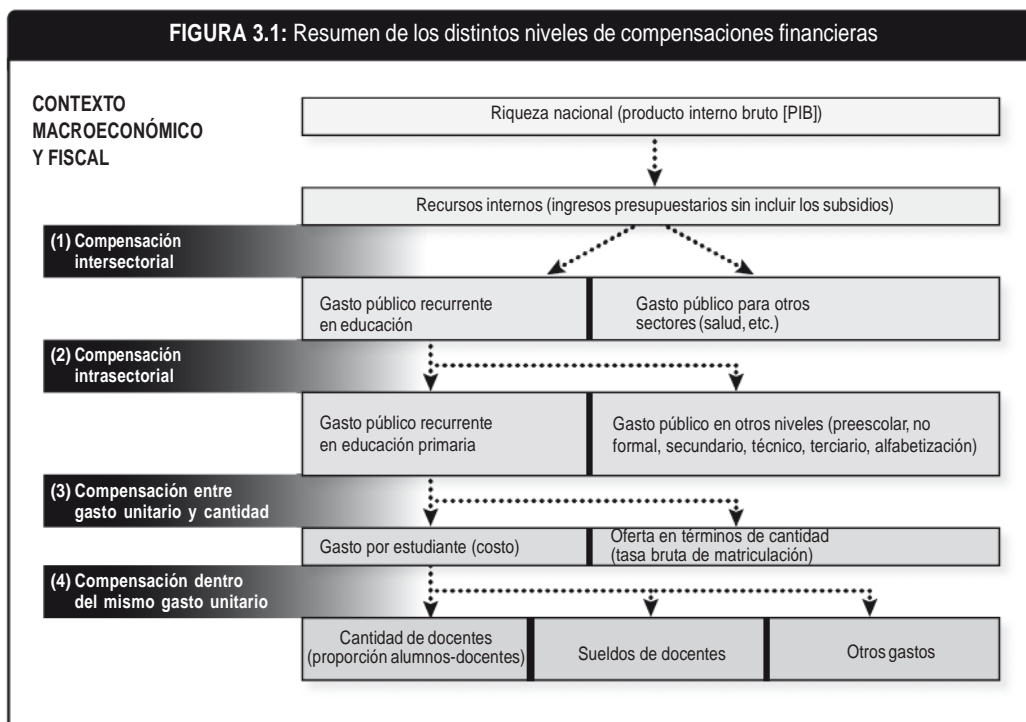 FIGURA 3.1: Resumen de los distintos niveles de compensaciones financieras
CONTEXTO
MACROECONÓMICO
Y FISCAL
Riqueza nacional (producto interno bruto [PIB])
Recursos internos (ingresos presupuestarios sin incluir los subsidios)
(1) Compensación
intersectorial
Gasto público recurrente
en educación
Gasto público para otros
sectores (salud, etc.)
(2) Compensación
intrasectorial
Gasto público recurrente
en educación primaria
Gasto público en otros niveles (preescolar, no
formal, secundario, técnico, terciario, alfabetización)
(3) Compensación entre
gasto unitario y cantidad
Gasto por estudiante (costo)
Oferta en términos de cantidad
(tasa bruta de matriculación)
(4) Compensación dentro
del mismo gasto unitario
Cantidad de docentes
(proporción alumnos-docentes)
Sueldos de docentes
Otros gastos